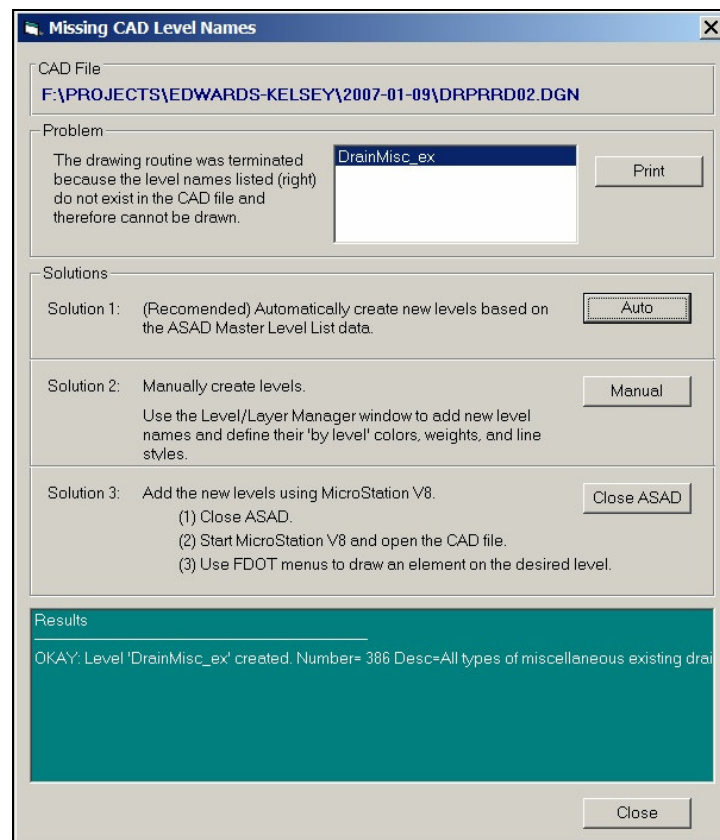 Missing CAD Level Names
CAD File
F:\PROJECTS\EDWARDS-KELSEY\2007-01-09\DRPRRD02.DGN
Problem
The drawing routine was terminated
because the level names listed (right)
do not exist in the CAD file and
therefore cannot be drawn.
DrainMisc_ex
Print
Solutions
Solution 1: (Recomended) Automatically create new levels based on
the ASAD Master Level List data.
Auto
Solution 2: Manually create levels.
Manual
Use the Level/Layer Manager window to add new level
names and define their 'by level' colors, weights, and line
styles.
Solution 3: Add the new levels using MicroStation V8.
Close ASAD
(1) Close ASAD.
(2) Start MicroStation V8 and open the CAD file.
(3) Use FDOT menus to draw an element on the desired level.
Results
OKAY: Level 'DrainMisc_ex' created. Number= 386 Desc=All types of miscellaneous existing drai
Close